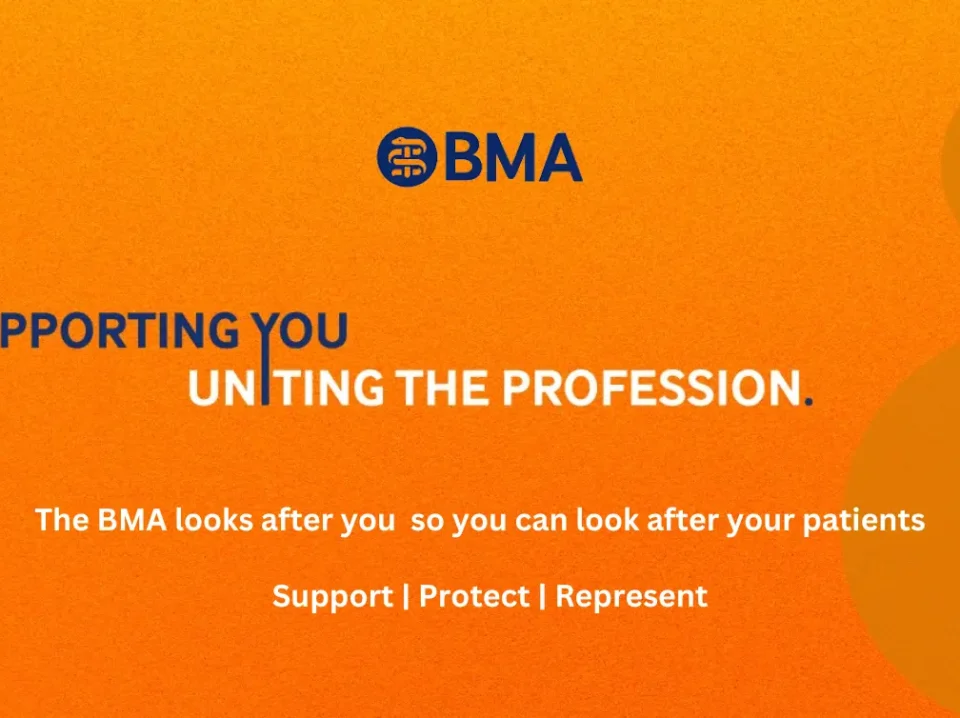 BMA
PPORTING YOU
UNITING THE PROFESSION.
The BMA looks after you so you can look after your patients
Support | Protect | Represent